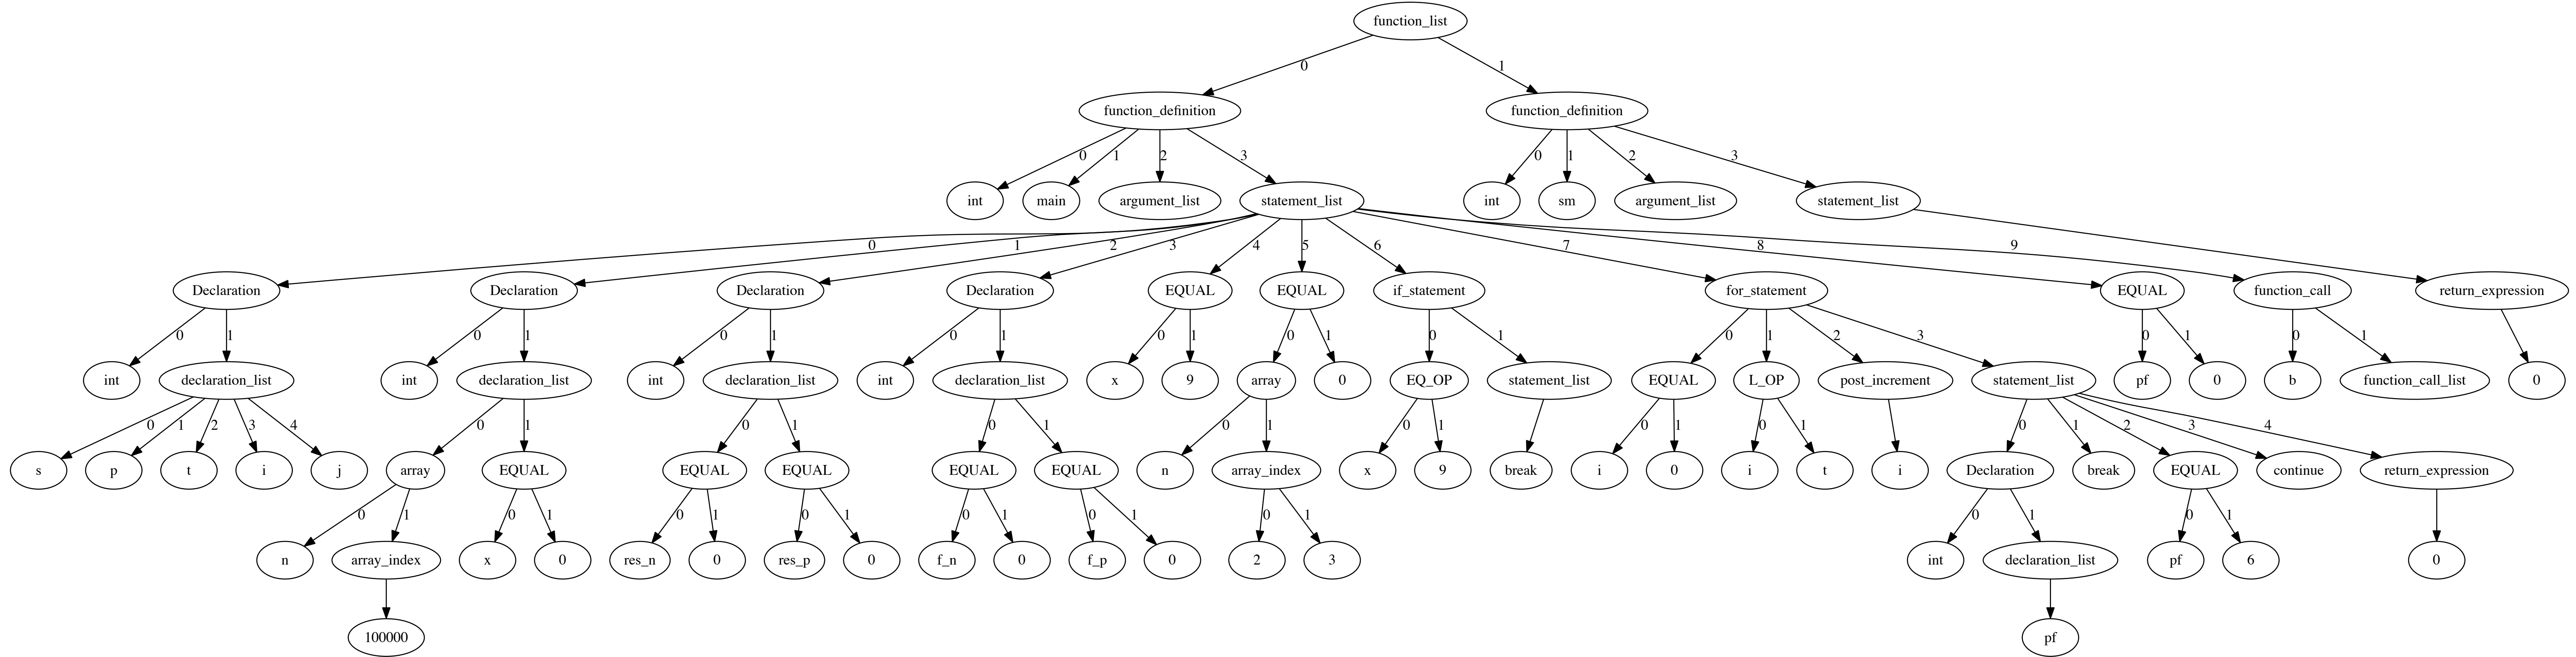 function_list
0 1
function_definition function_definition
0 1 2 3 0 1 2 3
int main argument_list statement_list int sm argument_list statement_list
0 1 2 3 4 5 6 7 8 9
Declaration Declaration Declaration Declaration EQUAL EQUAL if_statement for_statement EQUAL function_call return_expression
0 1 0 1 0 1 0 1 0 1 0 1 0 1 0 1 2 3 0 1 0 1
int declaration_list int declaration_list int declaration_list int declaration_list x 9 array 0 EQ_OP statement_list EQUAL L_OP post_increment statement_list pf 0 b function_call_list 0
0 1 2 3 4 0 1 0 1 0 1 0 1 0 1 0 1 0 1 0 1 2 3 4
s p t i j array EQUAL EQUAL EQUAL EQUAL EQUAL n array_index x 9 break i 0 i t i Declaration break EQUAL continue return_expression
0 1 0 1 0 1 0 1 0 1 0 1 0 1 0 1 0 1
n array_index x 0 res_n 0 res_p 0 f_n 0 f_p 0 2 3 int declaration_list pf 6 0
100000 pf